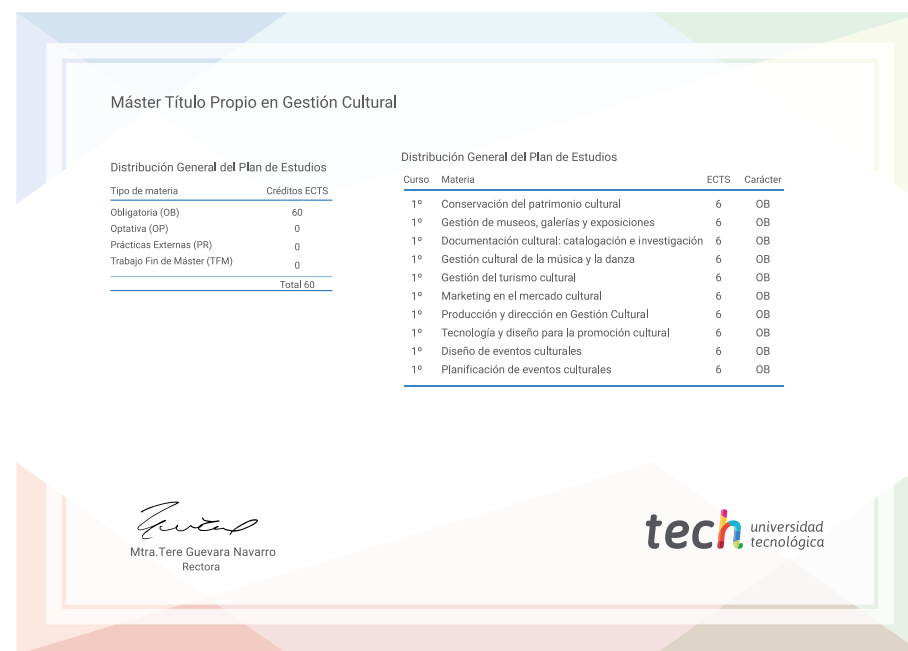 Máster Título Propio en Gestión Cultural
Distribución General del Plan de Estudios
Tipo de materia Créditos ECTS
Obligatoria (OB) 60
Optativa (OP) 0
Prácticas Externas (PR) 0
Trabajo Fin de Máster (TFM) 0
Total 60
Distribución General del Plan de Estudios
Curso Materia ECTS Carácter
1º Conservación del patrimonio cultural 6 OB
1º Gestión de museos, galerías y exposiciones 6 OB
1º Documentación cultural: catalogación e investigación 6 OB
1º Gestión cultural de la música y la danza 6 OB
1º Gestión del turismo cultural 6 OB
1º Marketing en el mercado cultural 6 OB
1º Producción y dirección en Gestión Cultural 6 OB
1º Tecnología y diseño para la promoción cultural 6 OB
1º Diseño de eventos culturales 6 OB
1º Planificación de eventos culturales 6 OB
Mtra.Tere Guevara Navarro
Rectora
tech universidad
tecnológica